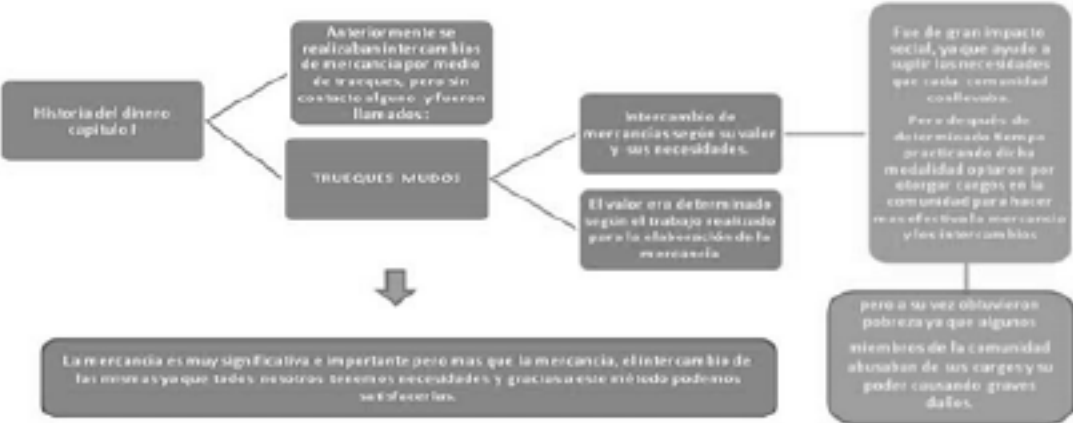 Historia del dinero
capitulo I
Anteriormente se
realizaban intercambios
de mercancia por medio
de trueques, pero sin
contacto alguno y fueron
llamados :
TRUEQUES MUDOS
Intercambio de
mercancías según su valor
y sus necesidades.
El valor era determinado
según el trabajo realizado
para la elaboración de la
mercancía
Fue de gran impacto
social, ya que ayudo a
suplir las necesidades
que cada comunidad
conllevaba.
Pero después de
determinado tiempo
practicando dicha
modalidad optaron por
otorgar cargos en la
comunidad para hacer
mas efectiva la mercancia
y los intercambios
pero a su vez obtuvieron
pobreza ya que algunos
miembros de la comunidad
abusaban de sus cargos y su
poder causando graves
daños.
La mercancia es muy significativa e importante pero mas que la mercancia, el intercambio de
las mismas ya que todos nosotros tenemos necesidades y gracias a este método podemos
satisfacerlas.